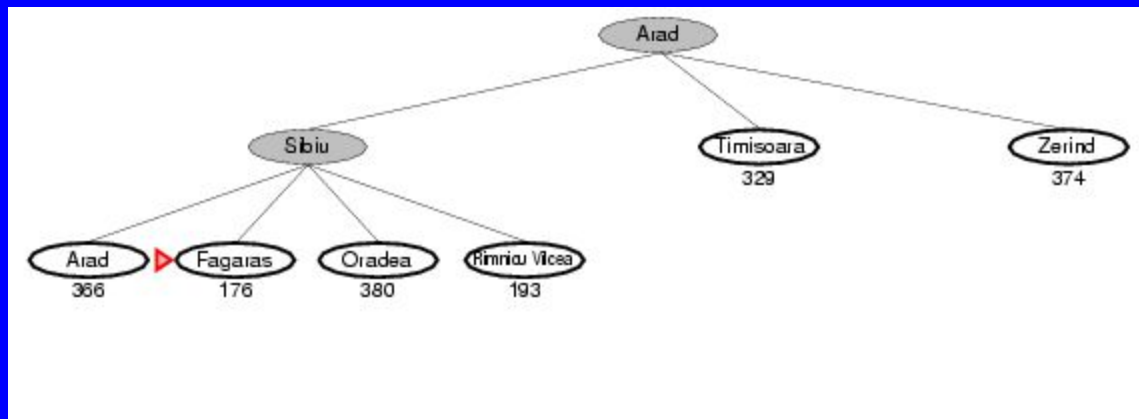 Arad
Sibiu
Timisoara
Zerind
329
374
Arad
Fagaras
Oradea
Rimnicu Vilcea
366
176
380
193